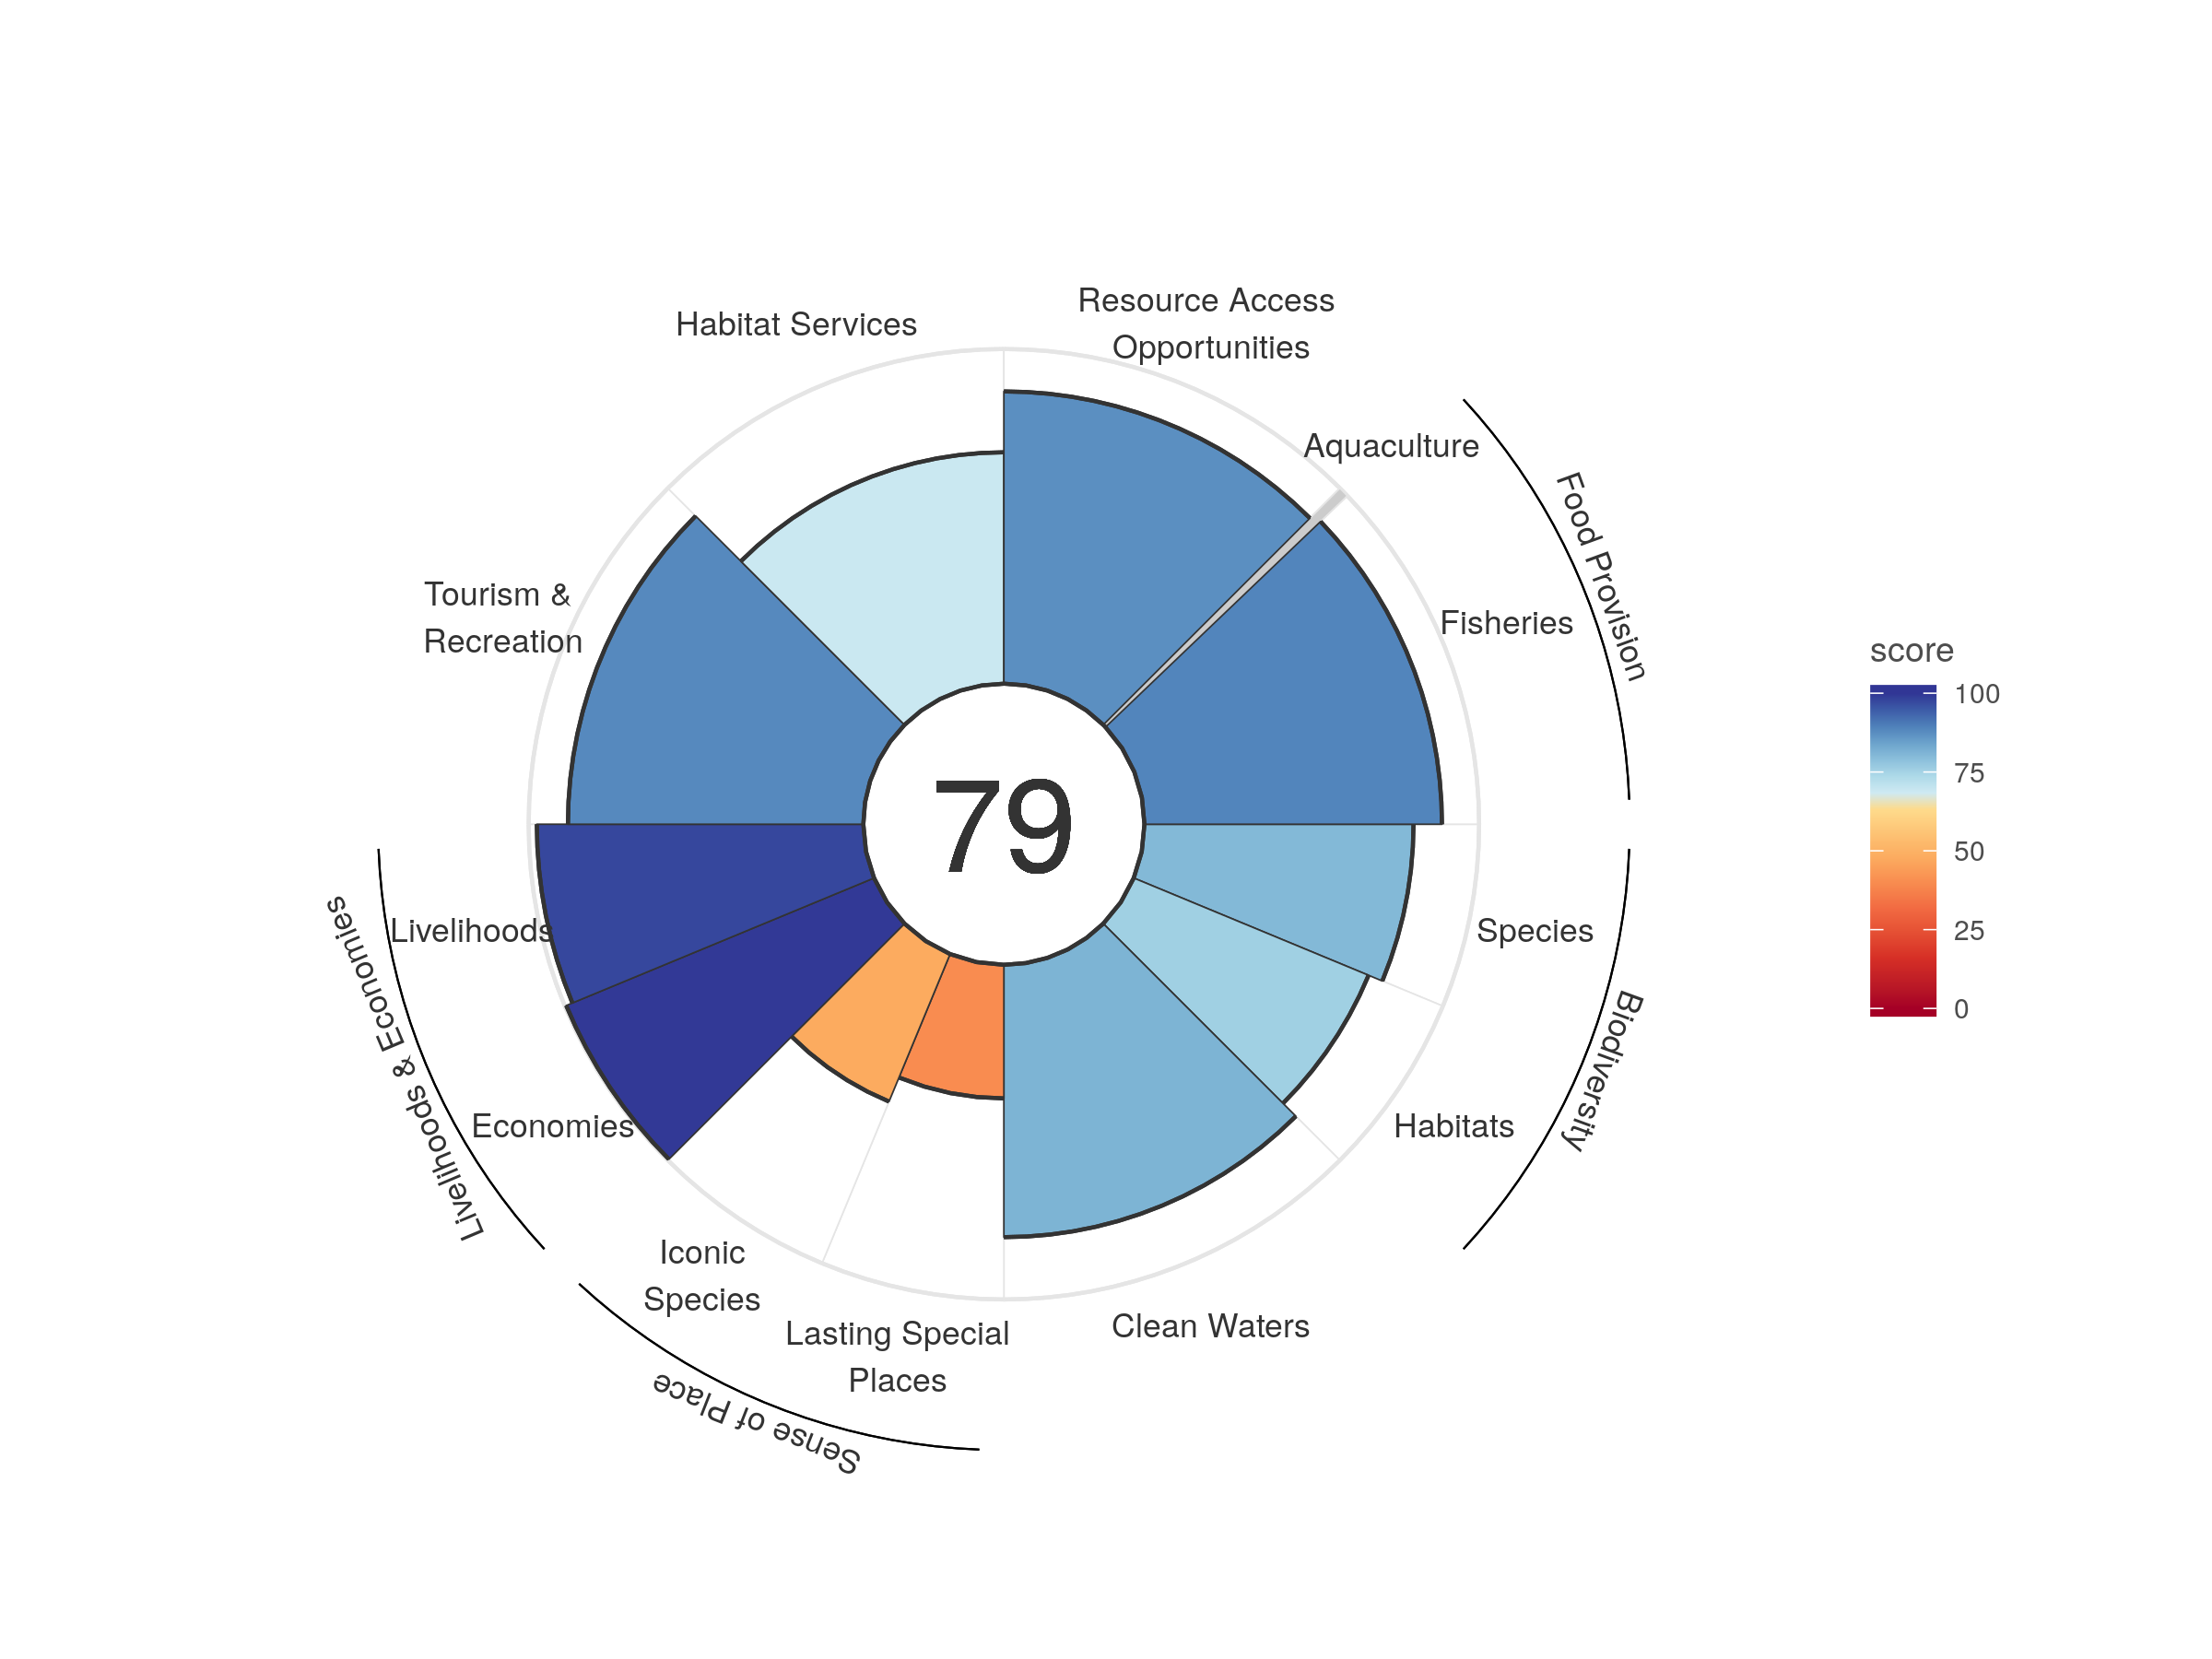 Resource Access
Opportunities
Habitat Services
Aquaculture
Food Provision
Tourism &
Recreation
Fisheries
score
100
75
50
25
0
79
Livelihoods
Species
Livelihoods & Economies
Biodiversity
Economies
Habitats
Iconic
Species
Lasting Special
Places
Clean Waters
Sense of Place